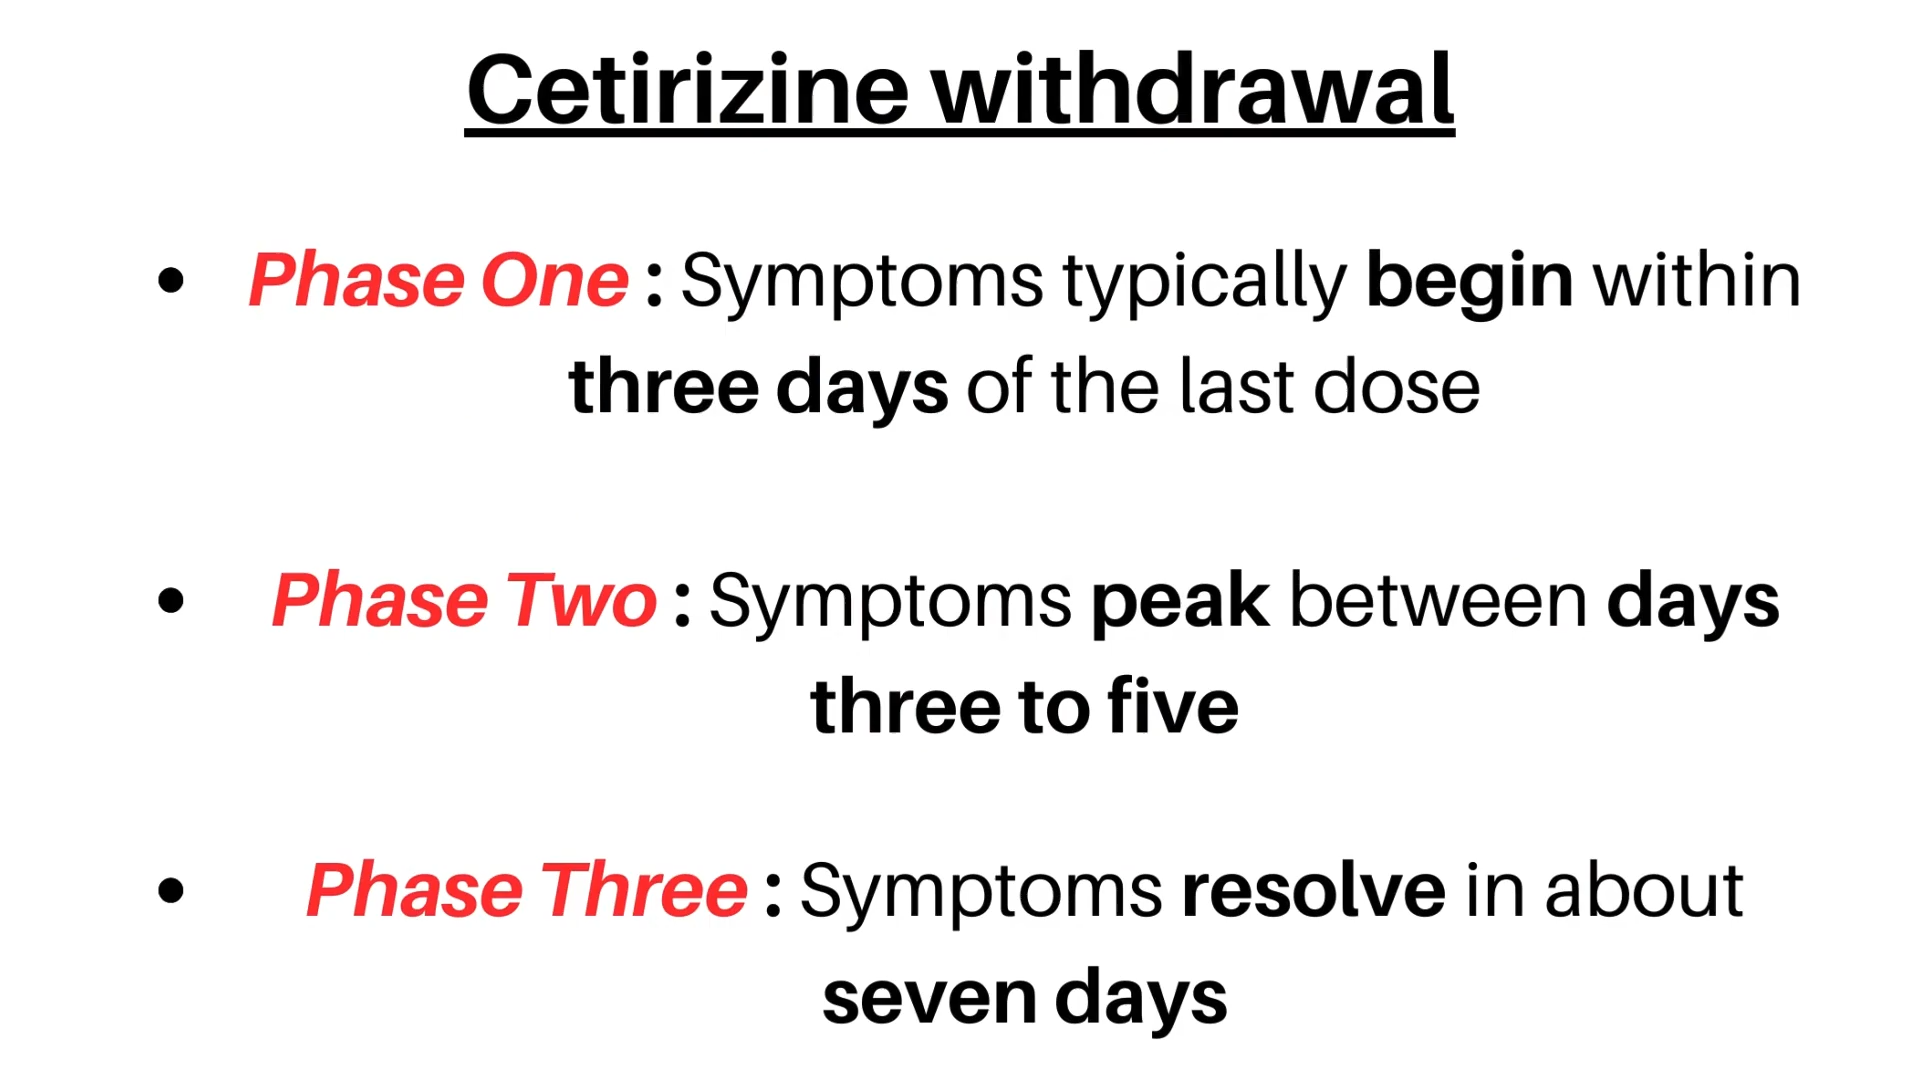 Cetirizine withdrawal
• Phase One : Symptoms typically begin within
three days of the last dose
• Phase Two : Symptoms peak between days
three to five
• Phase Three : Symptoms resolve in about
seven days